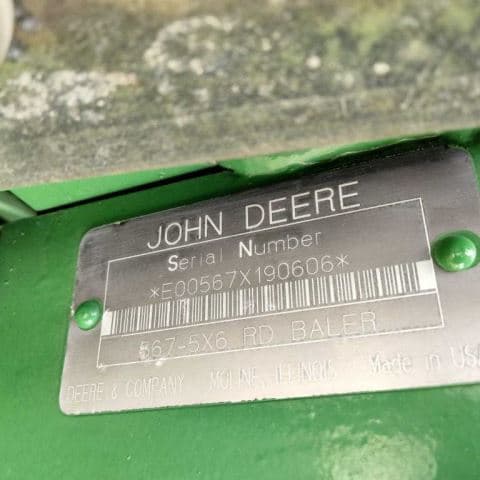 JOHN DEERE
Serial Number
*E00567X190606*
567-5X6 RD BALER
DEERE & COMPANY MOLINE, ILLINOIS Made in USA